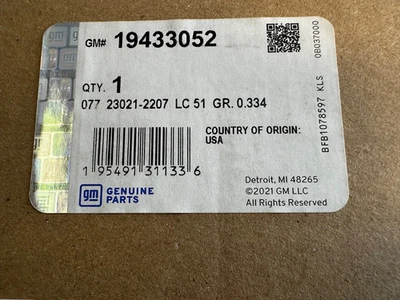 GM# 19433052
QTY. 1
077 23021-2207 LC 51 GR. 0.334
COUNTRY OF ORIGIN:
USA
1 95491 31133 6
gm GENUINE
PARTS
Detroit, MI 48265
©2021 GM LLC
All Rights Reserved
0B037000
BFB1078597 KLS